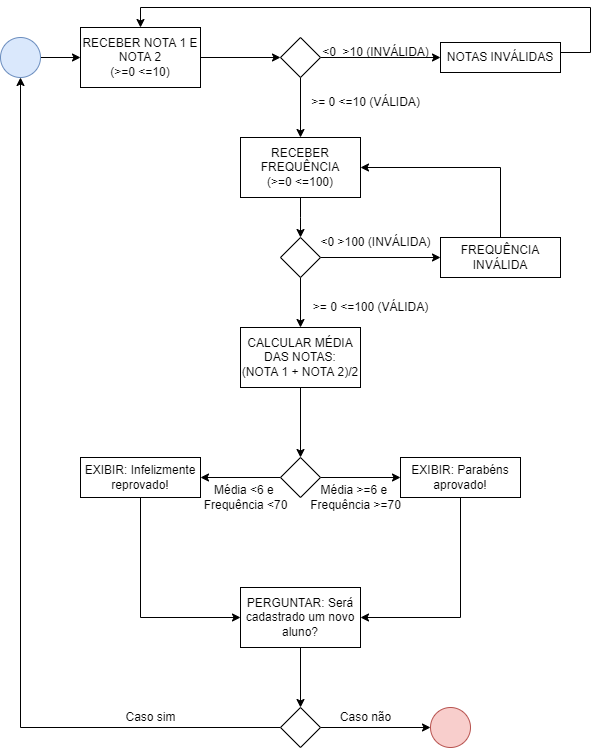 RECEBER NOTA 1 E
NOTA 2
(>=0 <=10)
<0 >10 (INVÁLIDA)
NOTAS INVÁLIDAS
>= 0 <=10 (VÁLIDA)
RECEBER
FREQUÊNCIA
(>=0 <=100)
<0 >100 (INVÁLIDA)
FREQUÊNCIA
INVÁLIDA
>= 0 <=100 (VÁLIDA)
CALCULAR MÉDIA
DAS NOTAS:
(NOTA 1 + NOTA 2)/2
EXIBIR: Infelizmente
reprovado!
Média <6 e
Frequência <70
Média >=6 e
Frequência >=70
EXIBIR: Parabéns
aprovado!
PERGUNTAR: Será
cadastrado um novo
aluno?
Caso sim
Caso não